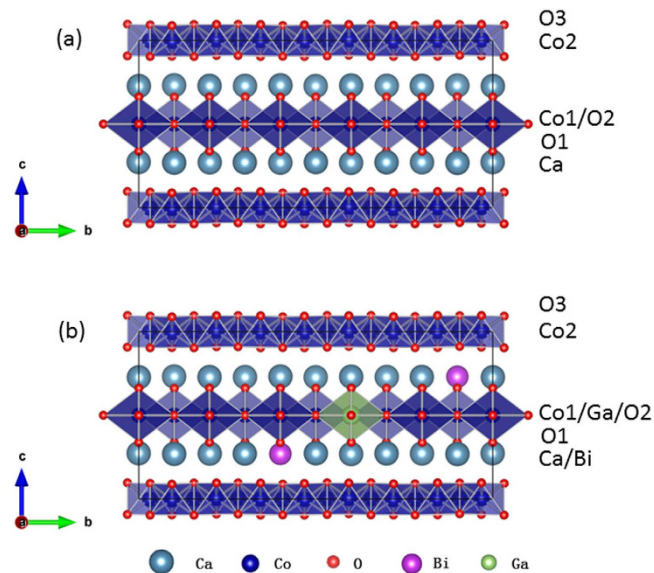 (a)
O3
Co2
Co1/O2
O1
Ca
c
a
b
(b)
O3
Co2
Co1/Ga/O2
O1
Ca/Bi
c
a
b
Ca Co O Bi Ga